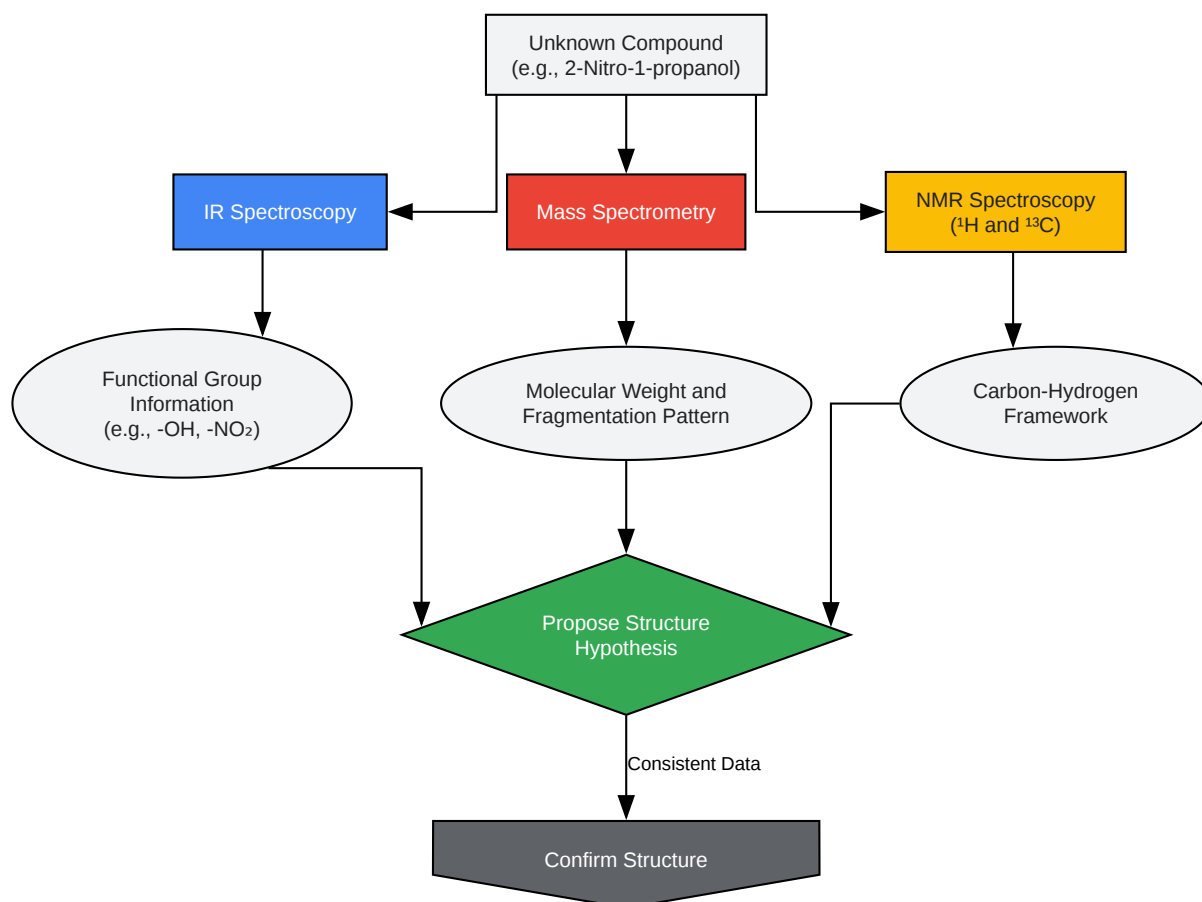 Unknown Compound
(e.g., 2-Nitro-1-propanol)
IR Spectroscopy
Mass Spectrometry
NMR Spectroscopy
(¹H and ¹³C)
Functional Group
Information
(e.g., -OH, -NO₂)
Molecular Weight and
Fragmentation Pattern
Carbon-Hydrogen
Framework
Propose Structure
Hypothesis
Consistent Data
Confirm Structure